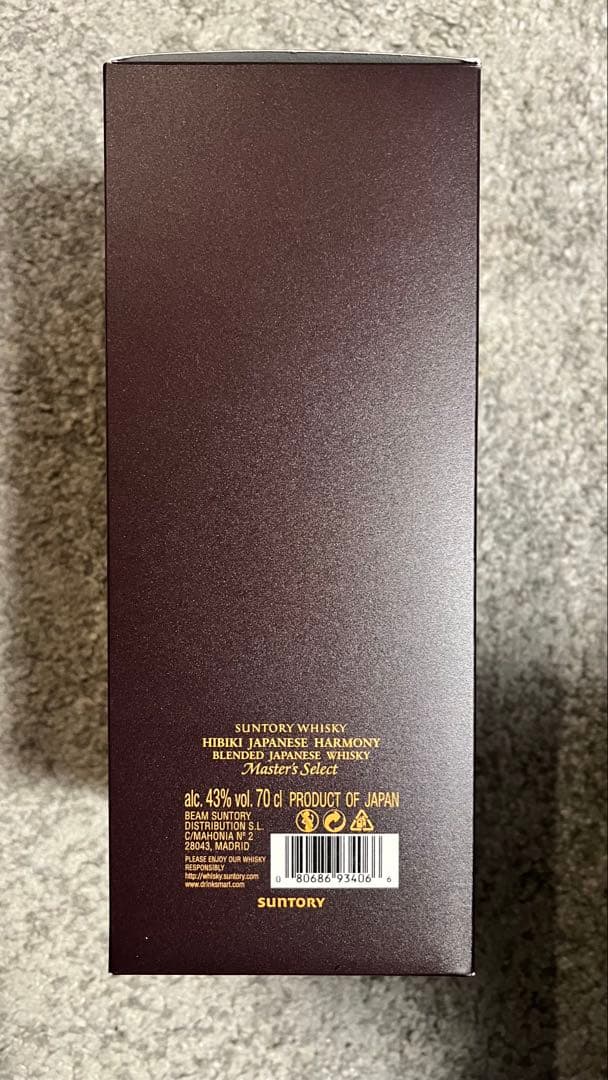 SUNTORY WHISKY
HIBIKI JAPANESE HARMONY
BLENDED JAPANESE WHISKY
Master's Select
alc. 43% vol. 70 cl PRODUCT OF JAPAN
BEAM SUNTORY
DISTRIBUTION S.L.
C/MAHONIA Nº 2
28043, MADRID
PLEASE ENJOY OUR WHISKY
RESPONSIBLY
http://whisky.suntory.com
www.drinksmart.com
0 80686 93406 6
SUNTORY